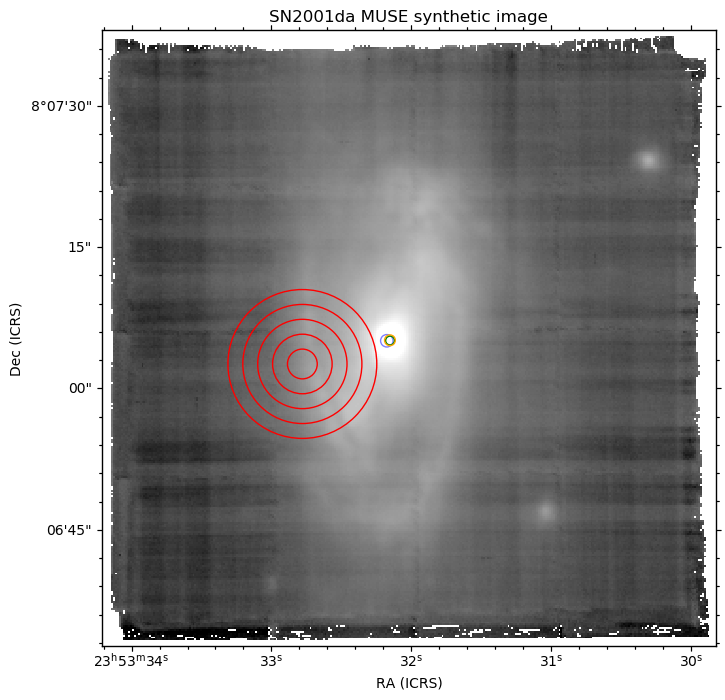 SN2001da MUSE synthetic image
8°07'30"
15"
00"
06'45"
Dec (ICRS)
23ʰ53ᵐ34ˢ
33ˢ
32ˢ
31ˢ
30ˢ
RA (ICRS)